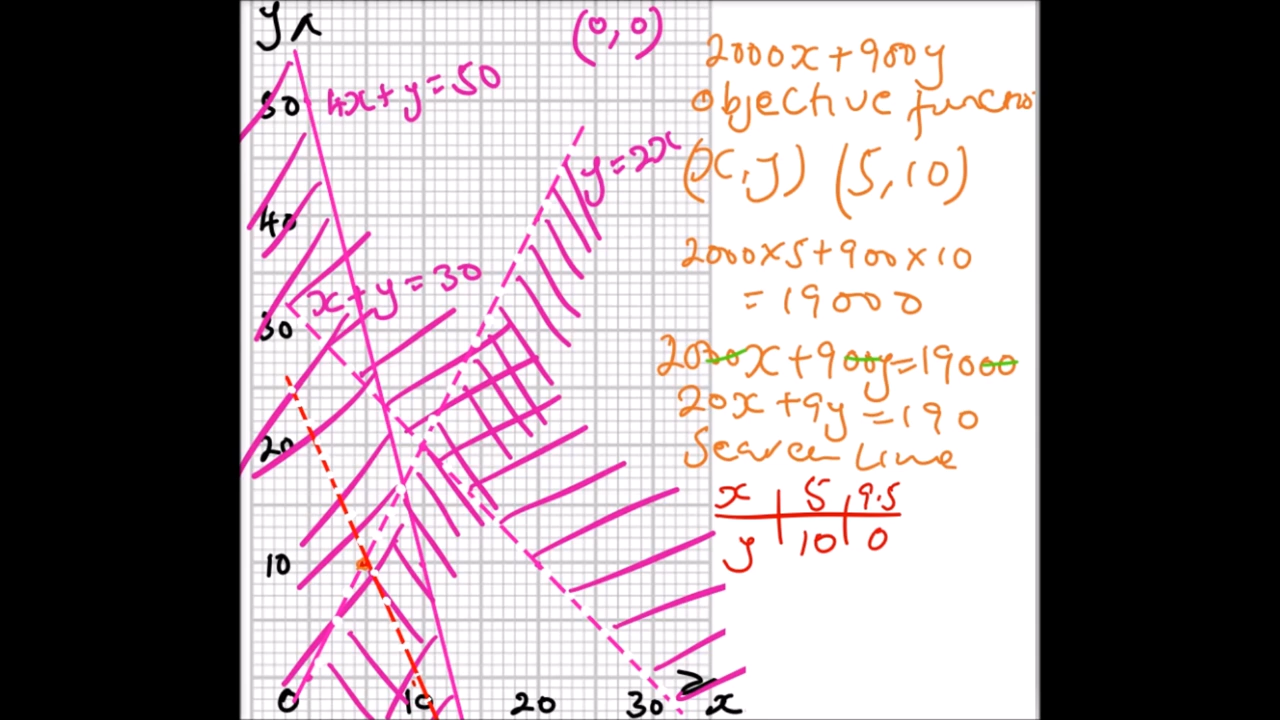 y
(0,0)
50
4x+y=50
y=2x
40
x+y=30
30
20
10
0
10
20
30
x
2000x+900y
objective functio
(x,y) (5,10)
2000×5+900×10
=19000
2000x+900y=19000
20x+9y=190
Search Line
x 5 9.5
y 10 0